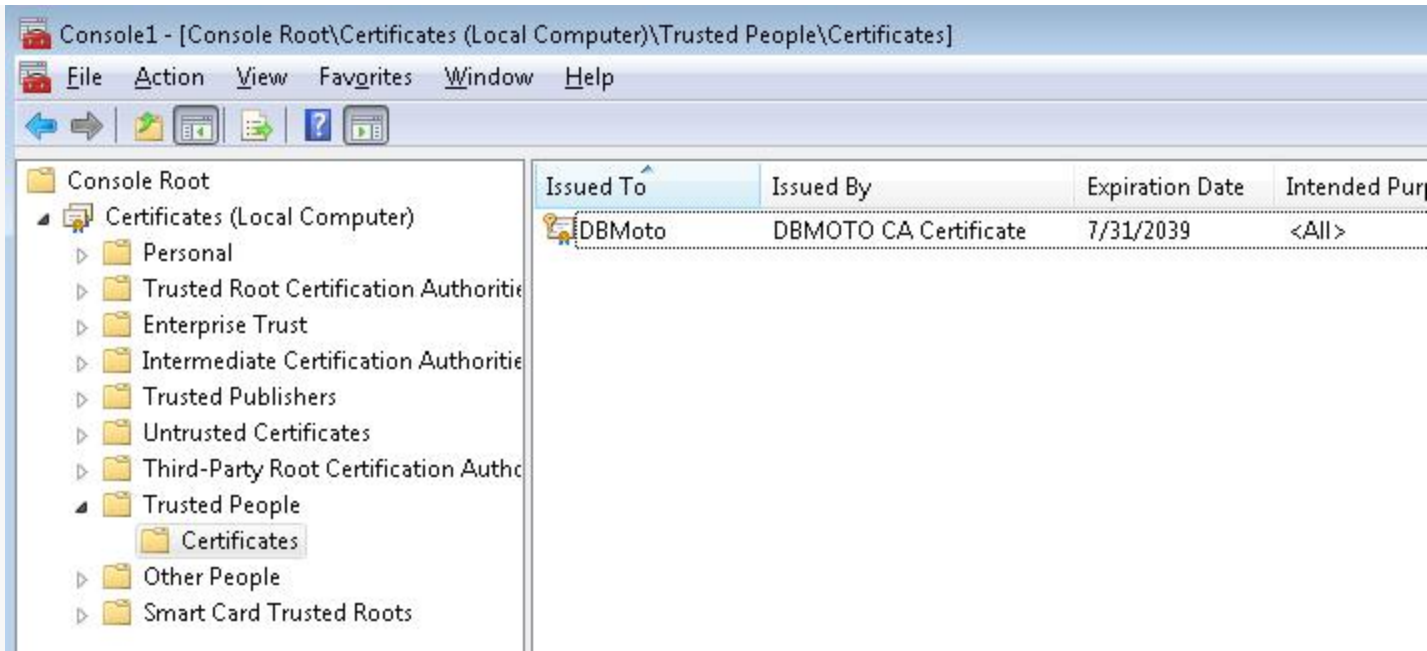 Console1 - [Console Root\Certificates (Local Computer)\Trusted People\Certificates]
File Action View Favorites Window Help
Console Root
Certificates (Local Computer)
Personal
Trusted Root Certification Authoritie
Enterprise Trust
Intermediate Certification Authoritie
Trusted Publishers
Untrusted Certificates
Third-Party Root Certification Autho
Trusted People
Certificates
Other People
Smart Card Trusted Roots
Issued To Issued By Expiration Date Intended Purp
DBMoto DBMOTO CA Certificate 7/31/2039 <All>